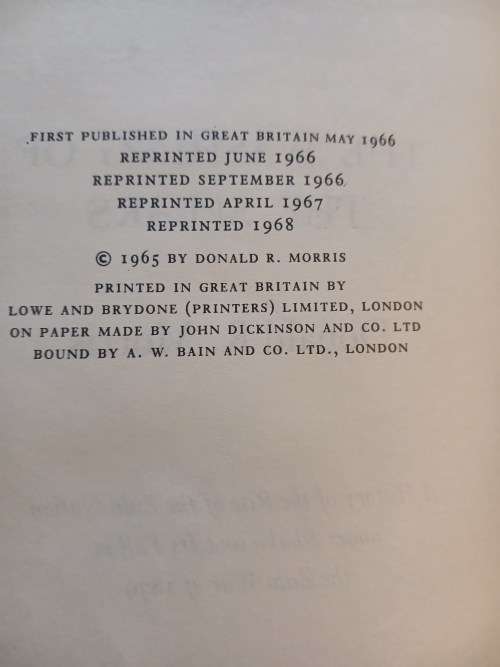 FIRST PUBLISHED IN GREAT BRITAIN MAY 1966
REPRINTED JUNE 1966
REPRINTED SEPTEMBER 1966
REPRINTED APRIL 1967
REPRINTED 1968
© 1965 BY DONALD R. MORRIS
PRINTED IN GREAT BRITAIN BY
LOWE AND BRYDONE (PRINTERS) LIMITED, LONDON
ON PAPER MADE BY JOHN DICKINSON AND CO. LTD
BOUND BY A. W. BAIN AND CO. LTD., LONDON